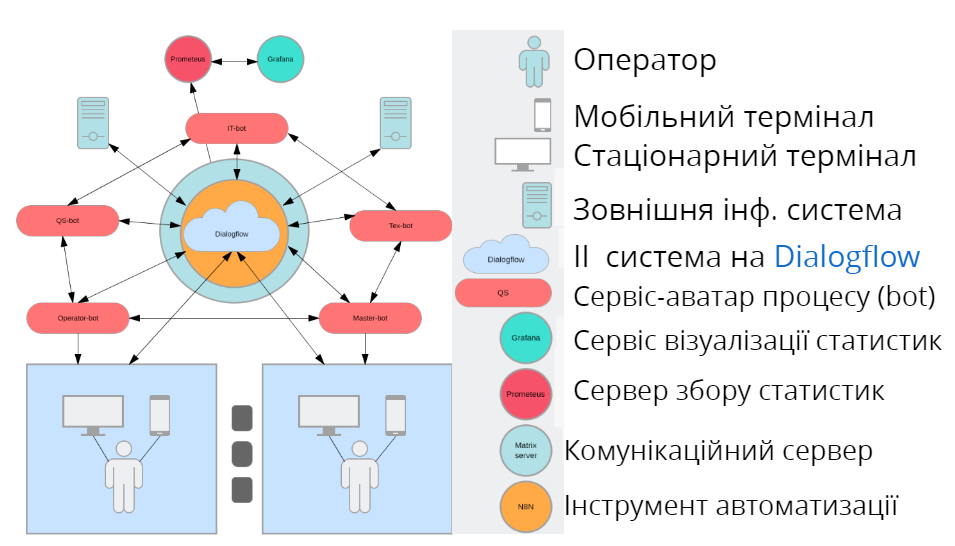 Prometeus
Grafana
IT-bot
QS-bot
Tex-bot
Dialogflow
Operator-bot
Master-bot
Оператор
Мобільний термінал
Стаціонарний термінал
Зовнішня інф. система
Dialogflow
ІІ система на Dialogflow
QS
Сервіс-аватар процесу (bot)
Grafana
Сервіс візуалізації статистик
Prometeus
Сервер збору статистик
Matrix
server
Комунікаційний сервер
N8N
Інструмент автоматизації